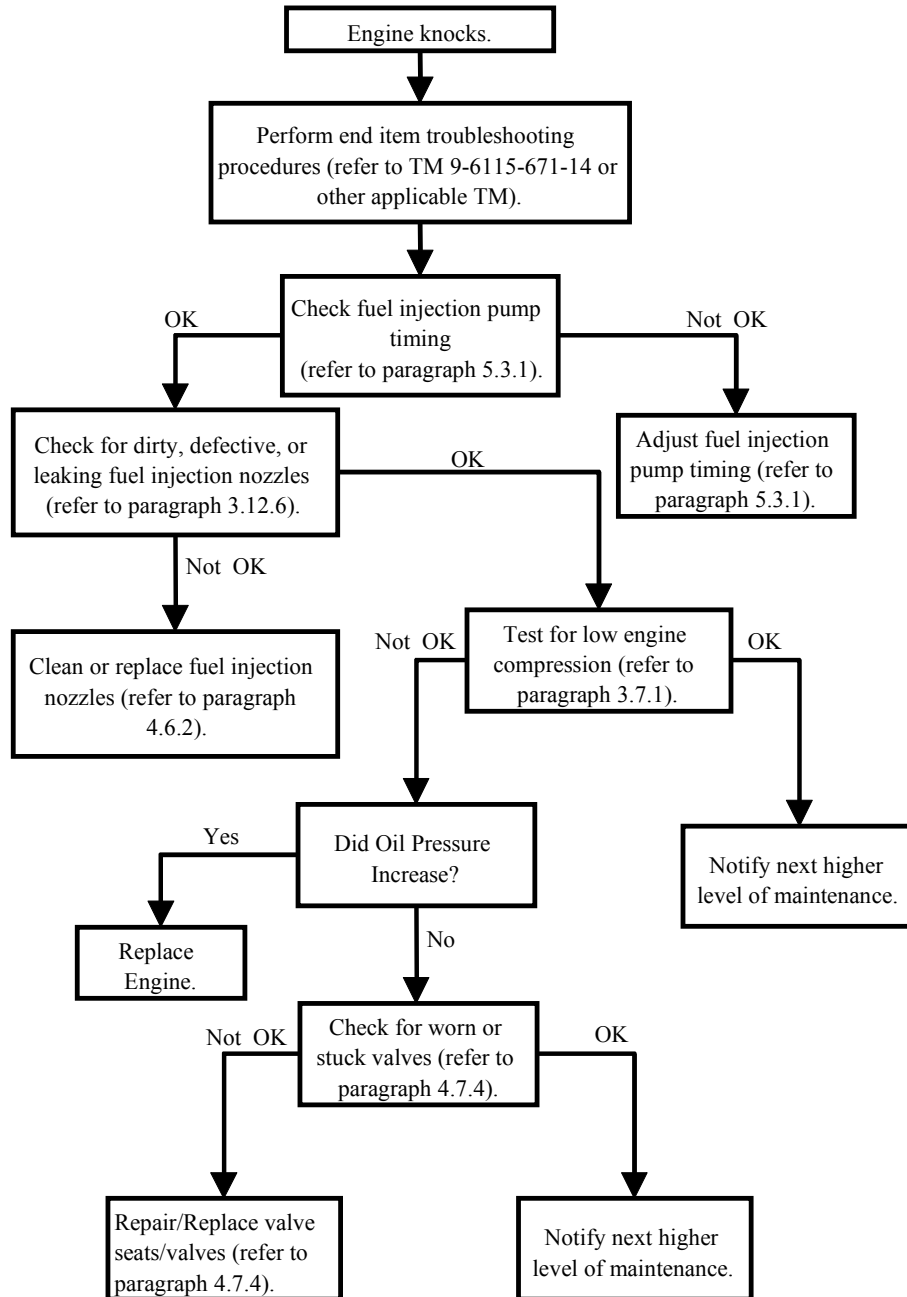 Engine knocks.
Perform end item troubleshooting
procedures (refer to TM 9-6115-671-14 or
other applicable TM).
Check fuel injection pump
timing
(refer to paragraph 5.3.1).
OK
Not OK
Check for dirty, defective, or
leaking fuel injection nozzles
(refer to paragraph 3.12.6).
OK
Adjust fuel injection
pump timing (refer to
paragraph 5.3.1).
Not OK
Clean or replace fuel injection
nozzles (refer to paragraph
4.6.2).
Not OK
Test for low engine
compression (refer to
paragraph 3.7.1).
OK
Yes
Did Oil Pressure
Increase?
Notify next higher
level of maintenance.
Replace
Engine.
No
Not OK
Check for worn or
stuck valves (refer to
paragraph 4.7.4).
OK
Repair/Replace valve
seats/valves (refer to
paragraph 4.7.4).
Notify next higher
level of maintenance.